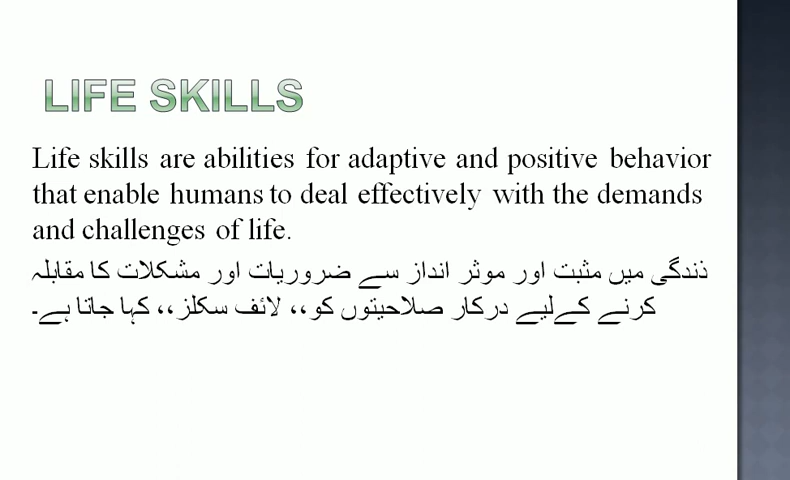 LIFE SKILLS
Life skills are abilities for adaptive and positive behavior
that enable humans to deal effectively with the demands
and challenges of life.
ذندگی میں مثبت اور موثر انداز سے ضروریات اور مشکلات کا مقابلہ
کرنے کےلیے درکار صلاحیتوں کو،، لائف سکلز،، کہا جاتا ہے۔